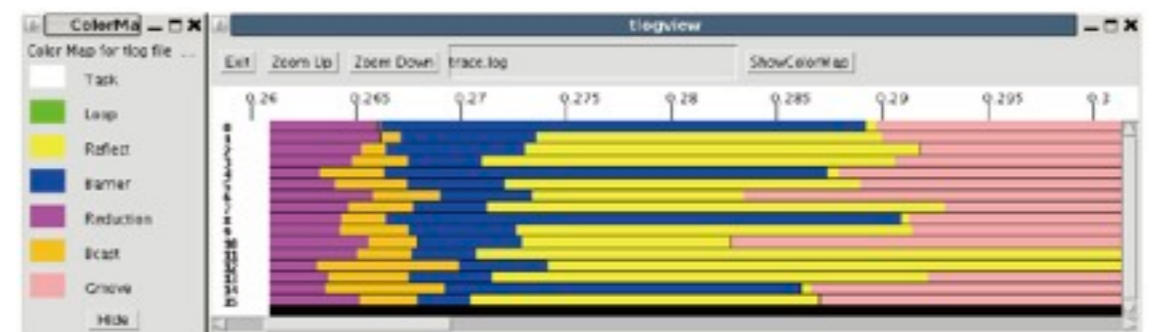 ColorMa
Color Map for tlog file ...
Task
Loop
Reflect
Barrier
Reduction
Bcast
Gmove
Hide
tlogview
Exit
Zoom Up
Zoom Down
trace.log
ShowColorMap
0.26 0.265 0.27 0.275 0.28 0.285 0.29 0.295 0.3